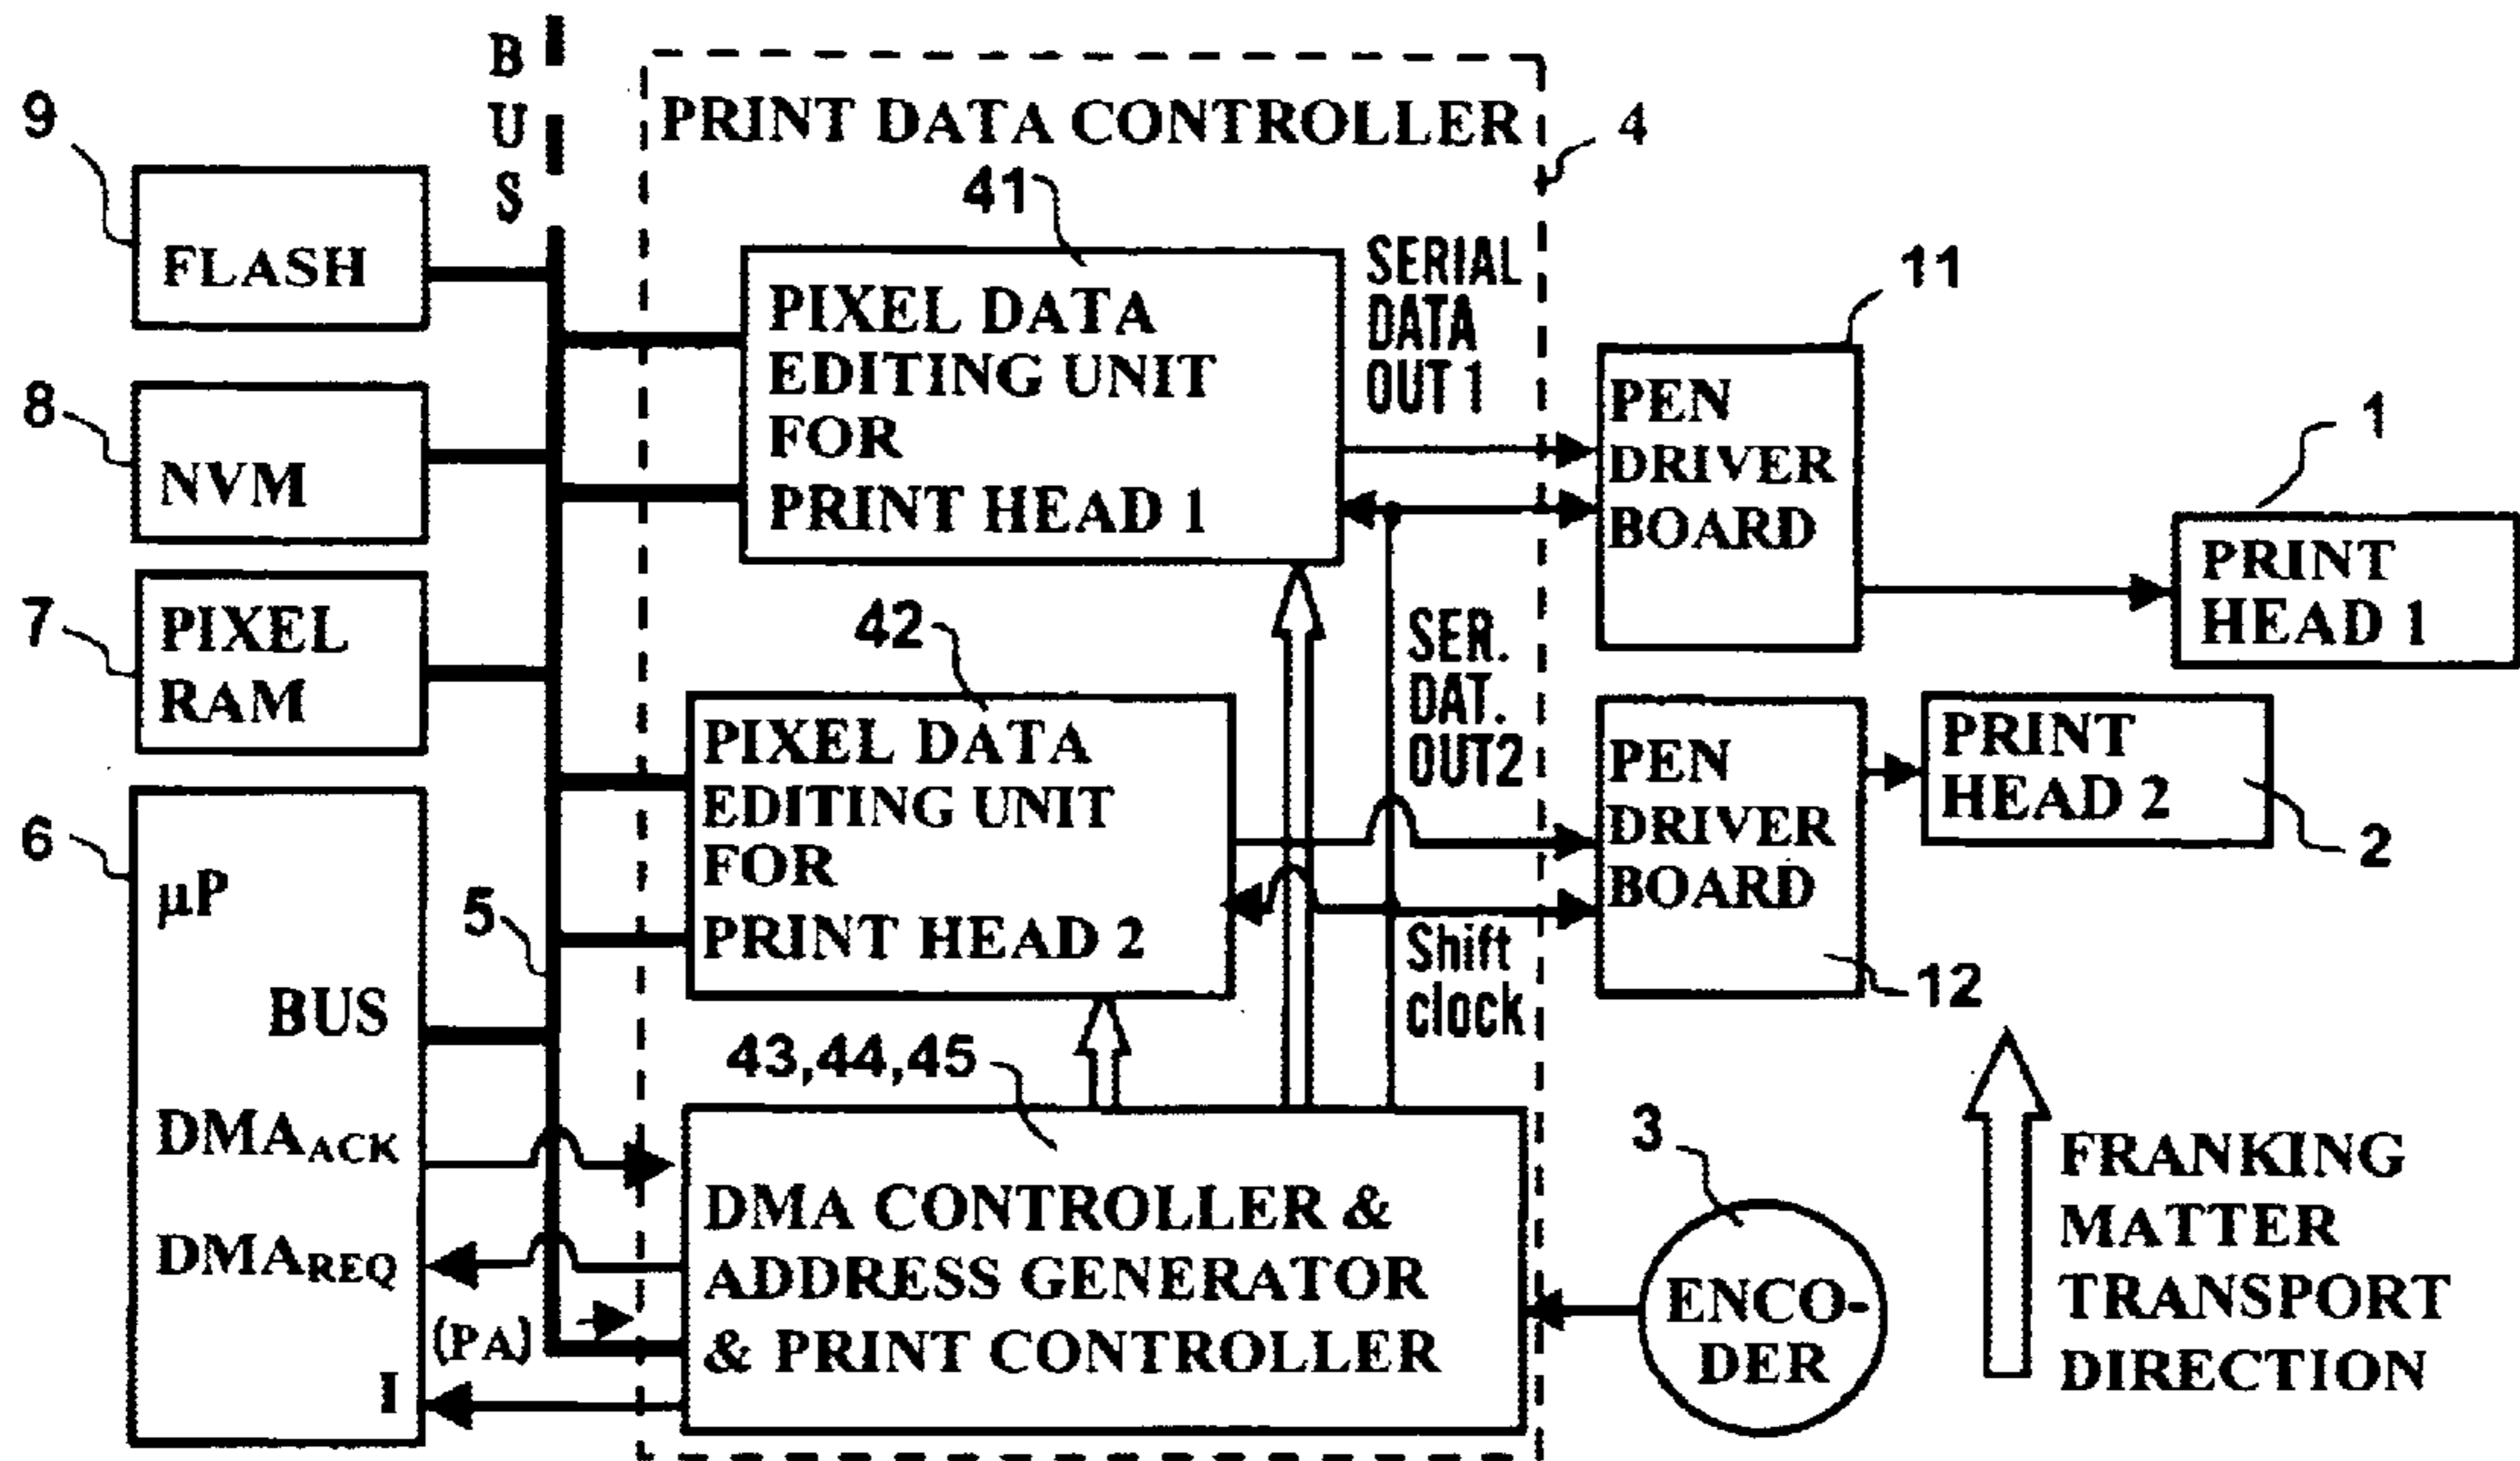 B
U
S
PRINT DATA CONTROLLER
4
9
FLASH
41
PIXEL DATA
EDITING UNIT
FOR
PRINT HEAD 1
SERIAL
DATA
OUT 1
11
PEN
DRIVER
BOARD
1
PRINT
HEAD 1
8
NVM
7
PIXEL
RAM
42
PIXEL DATA
EDITING UNIT
FOR
PRINT HEAD 2
SER.
DAT.
OUT2
Shift
clock
PEN
DRIVER
BOARD
12
PRINT
HEAD 2
2
6
µP
5
BUS
DMAACK
DMAREQ
(PA)
I
43,44,45
DMA CONTROLLER &
ADDRESS GENERATOR
& PRINT CONTROLLER
3
ENCO-
DER
FRANKING
MATTER
TRANSPORT
DIRECTION